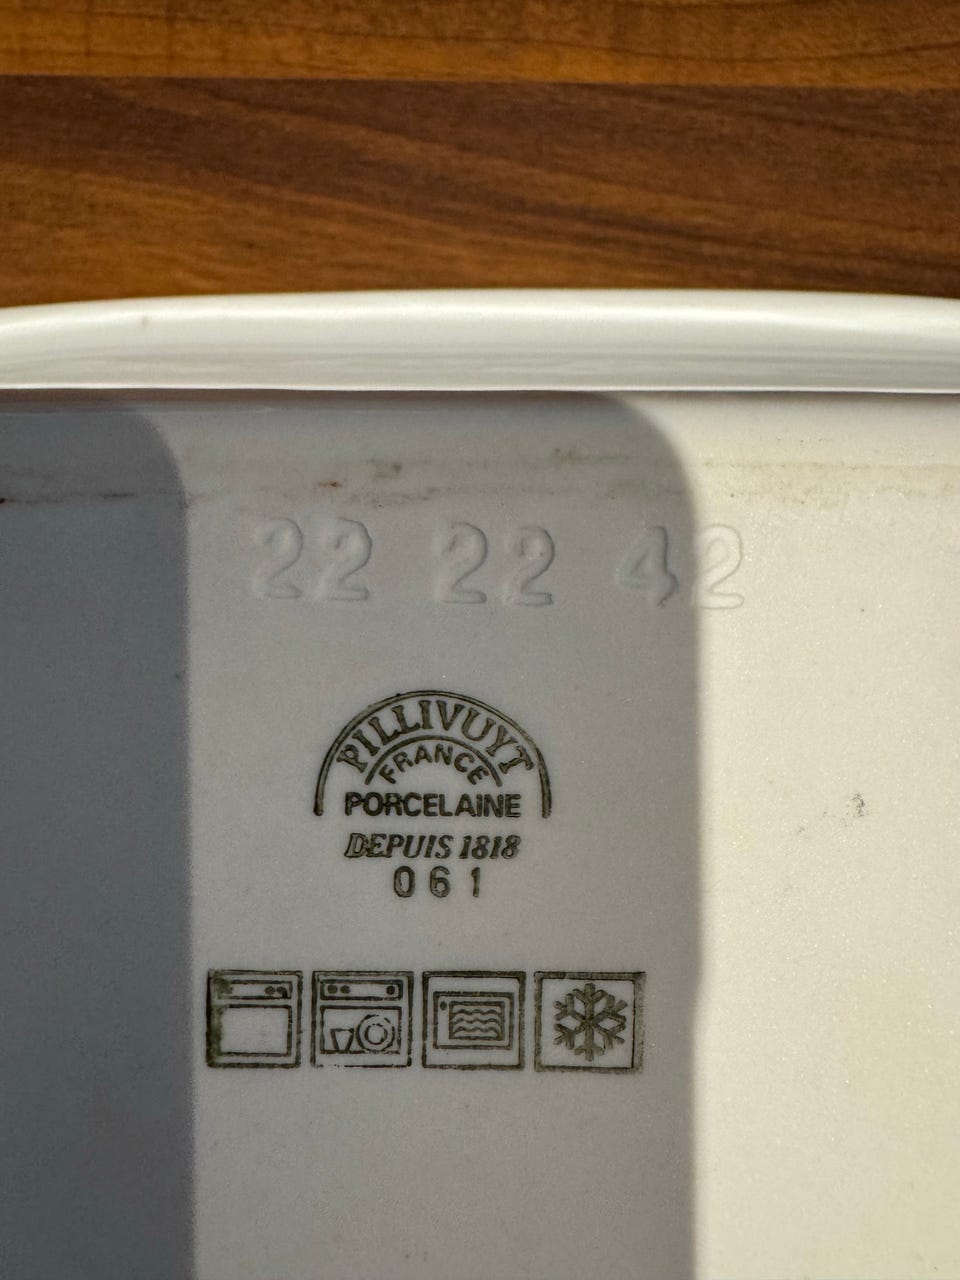 22 22 42
PILLIVUYT
FRANCE
PORCELAINE
DEPUIS 1818
061